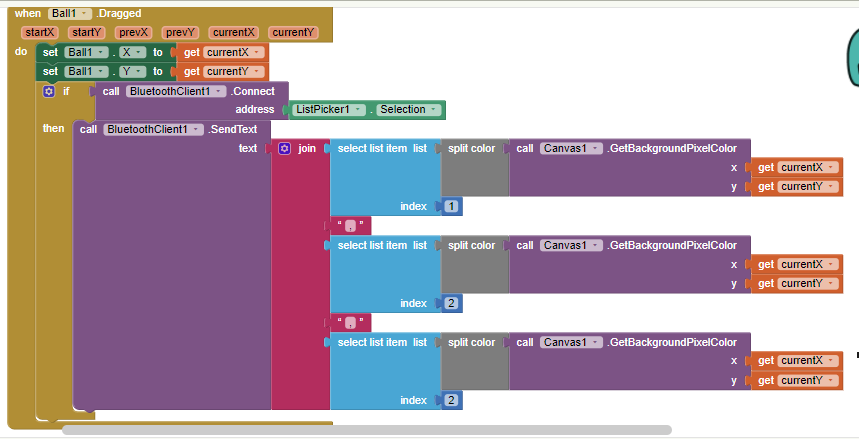 when Ball1 .Dragged
startX startY prevX prevY currentX currentY
do set Ball1 . X to get currentX
set Ball1 . Y to get currentY
if call BluetoothClient1 .Connect
address ListPicker1 . Selection
then call BluetoothClient1 .SendText
text join select list item list split color call Canvas1 .GetBackgroundPixelColor
x get currentX
y get currentY
index 1
" , "
select list item list split color call Canvas1 .GetBackgroundPixelColor
x get currentX
y get currentY
index 2
" , "
select list item list split color call Canvas1 .GetBackgroundPixelColor
x get currentX
y get currentY
index 2